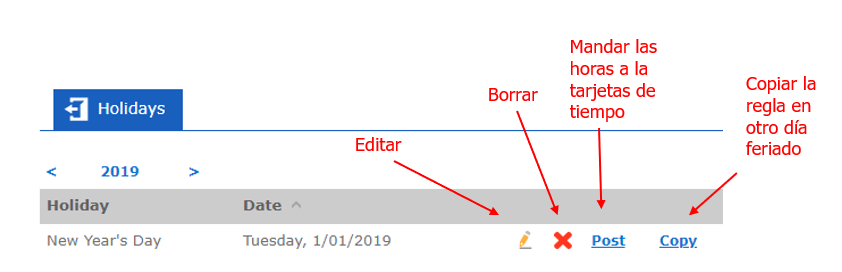 Mandar las
horas a la
tarjetas de
tiempo
Copiar la
regla en
otro día
feriado
Borrar
Editar
Holidays
< 2019 >
Holiday Date
New Year's Day Tuesday, 1/01/2019 Post Copy